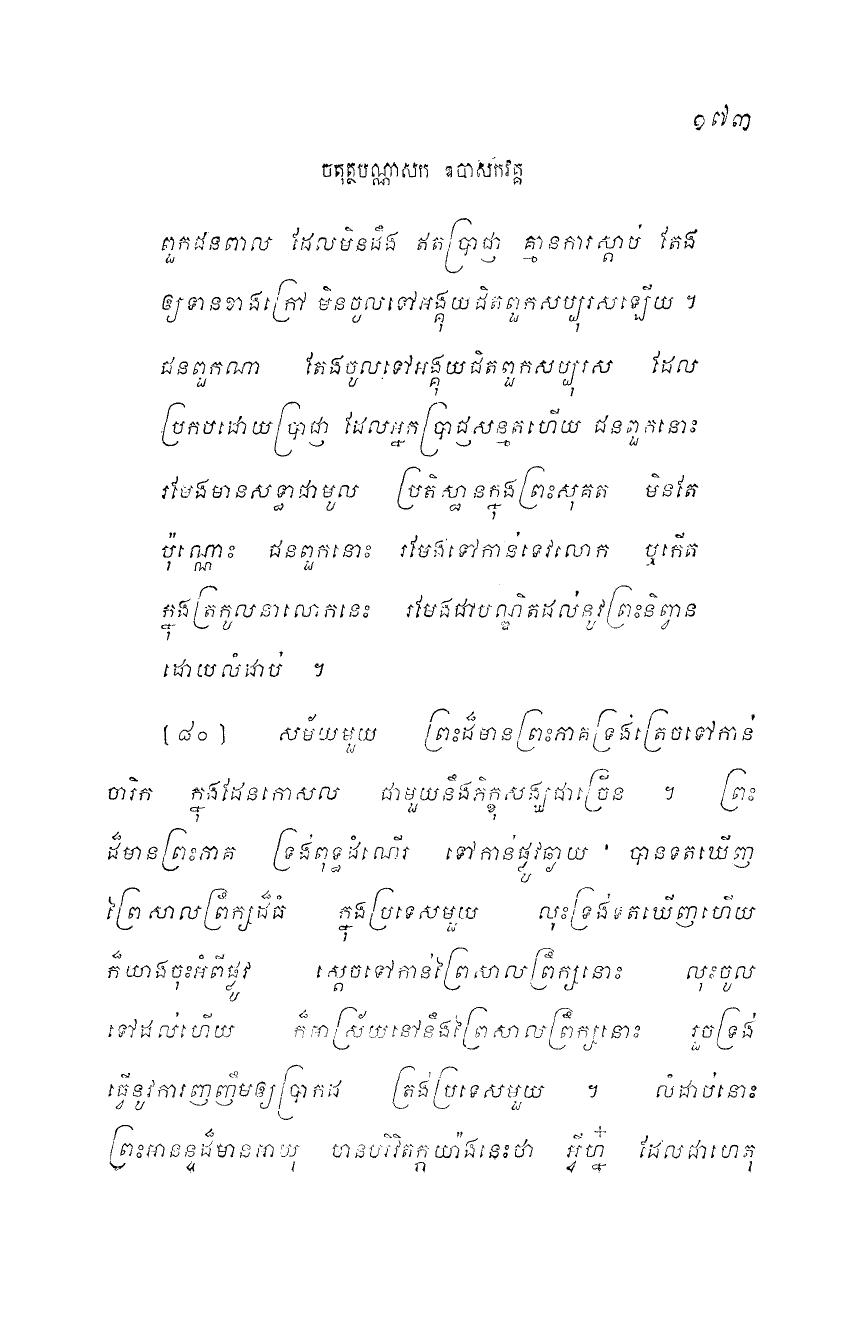 ១៧៣
ចតុត្ថបណ្ណាសក ឧបាសកវគ្គ
ពួកជនពាល ដែលមិនដឹង ឥតប្រាជ្ញា គ្មានការស្តាប់ តែង
ឲ្យទានខាងក្រៅ មិនចូលទៅអង្គុយជិតពួកសប្បុរសឡើយ ។
ជនពួកណា តែងចូលទៅអង្គុយជិតពួកសប្បុរស ដែល
ប្រកបដោយប្រាជ្ញា ដែលអ្នកប្រាជ្ញសន្មតហើយ ជនពួកនោះ
រមែងមានសទ្ធាជាមូល ប្រតិស្ឋានក្នុងព្រះសុគត មិនតែ
ប៉ុណ្ណោះ ជនពួកនោះ រមែងទៅកាន់ទេវលោក ឬកើត
ក្នុងត្រកូលនាលោកនេះ រមែងជាបណ្ឌិតដល់នូវព្រះនិព្វាន
ដោយលំដាប់ ។
[៨០] សម័យមួយ ព្រះដ៏មានព្រះភាគទ្រង់ត្រេចទៅកាន់
ចារិក ក្នុងដែនកោសល ជាមួយនឹងភិក្ខុសង្ឃជាច្រើន ។ ព្រះ
ដ៏មានព្រះភាគ ទ្រង់ពុទ្ធដំណើរ ទៅកាន់ផ្លូវឆ្ងាយ បានទតឃើញ
ព្រៃសាលព្រឹក្សដ៏ធំ ក្នុងប្រទេសមួយ លុះទ្រង់ទតឃើញហើយ
ក៏យាងចុះអំពីផ្លូវ ស្តេចទៅកាន់ព្រៃសាលព្រឹក្សនោះ លុះចូល
ទៅដល់ហើយ ក៏អាស្រ័យនៅនឹងព្រៃសាលព្រឹក្សនោះ រួចទ្រង់
ធ្វើនូវការញញឹមឲ្យប្រាកដ ត្រង់ប្រទេសមួយ ។ លំដាប់នោះ
ព្រះអានន្ទដ៏មានអាយុ មានបរិវិតក្កយ៉ាងនេះថា អ្វីហ្ន៎ ដែលជាហេតុ